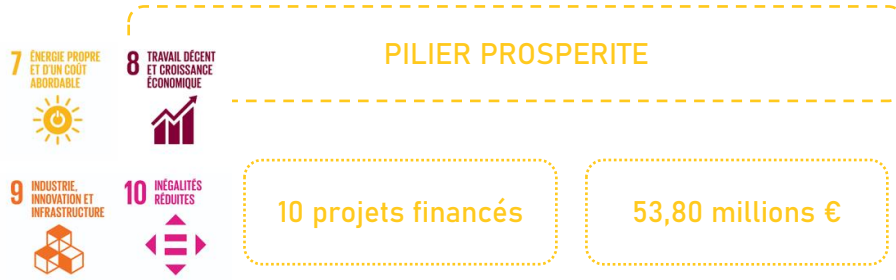 PILIER PROSPERITE
7 ÉNERGIE PROPRE
ET D'UN COÛT
ABORDABLE
8 TRAVAIL DÉCENT
ET CROISSANCE
ÉCONOMIQUE
9 INDUSTRIE,
INNOVATION ET
INFRASTRUCTURE
10 INÉGALITÉS
RÉDUITES
10 projets financés
53,80 millions €